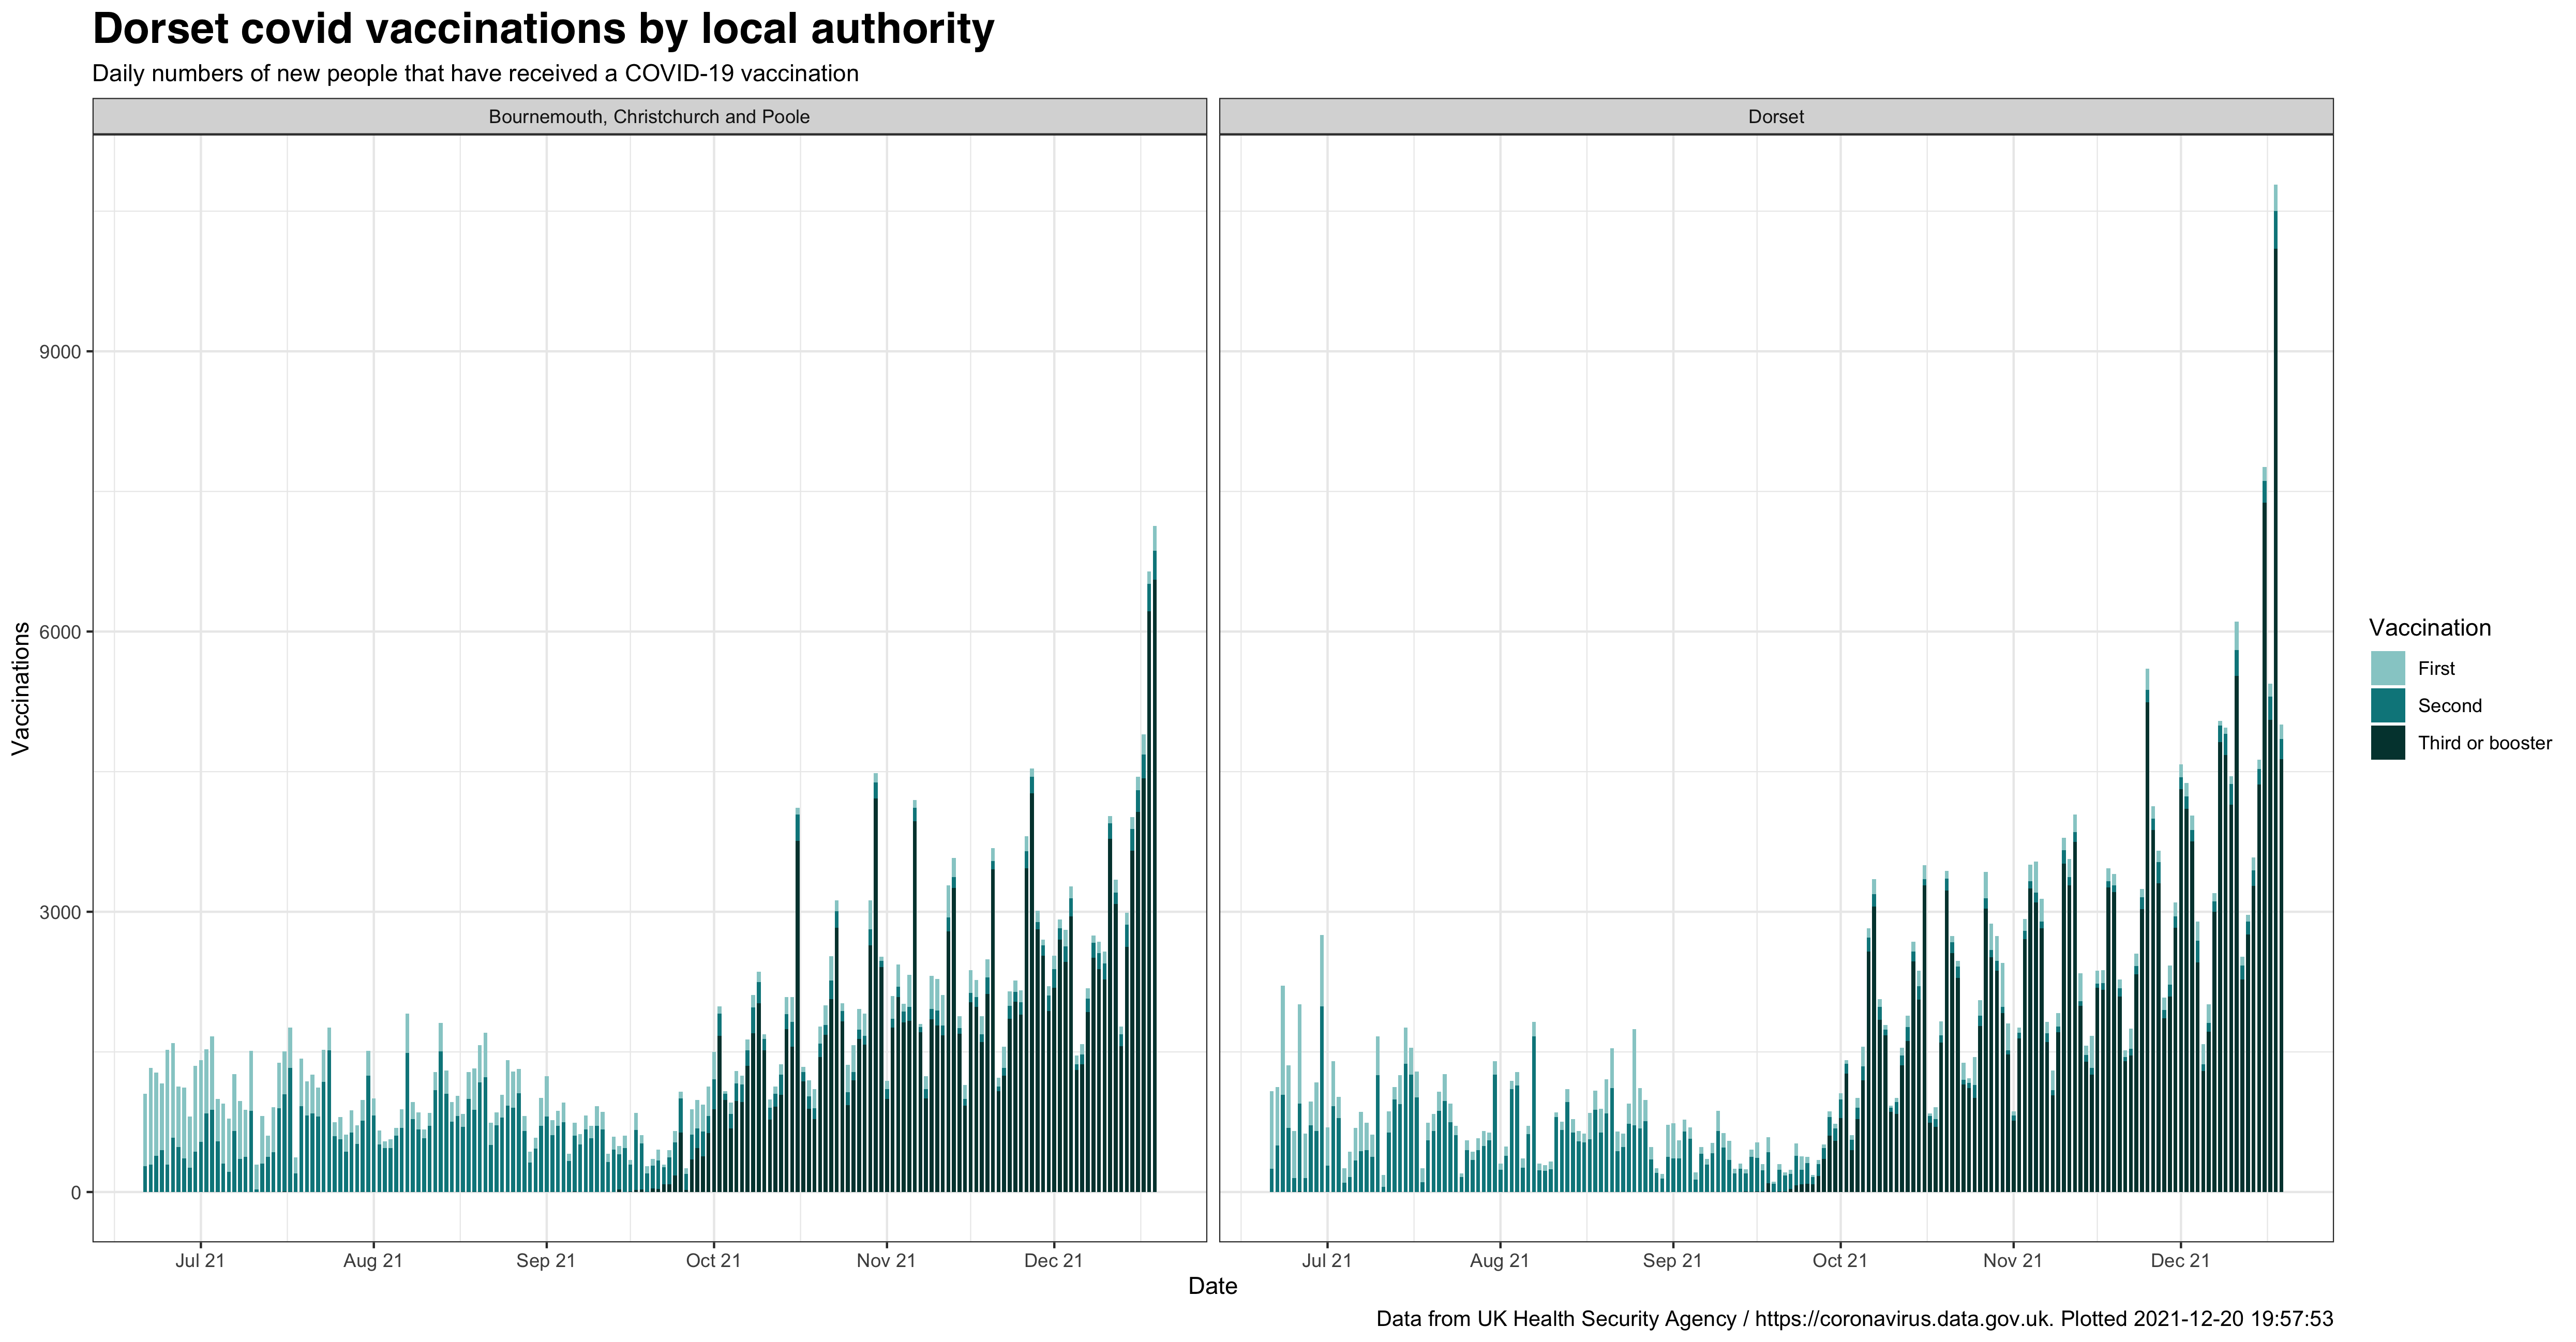 Dorset covid vaccinations by local authority
Daily numbers of new people that have received a COVID-19 vaccination
Bournemouth, Christchurch and Poole
Dorset
Vaccinations
9000
6000
3000
0
Jul 21
Aug 21
Sep 21
Oct 21
Nov 21
Dec 21
Jul 21
Aug 21
Sep 21
Oct 21
Nov 21
Dec 21
Date
Vaccination
First
Second
Third or booster
Data from UK Health Security Agency / https://coronavirus.data.gov.uk. Plotted 2021-12-20 19:57:53